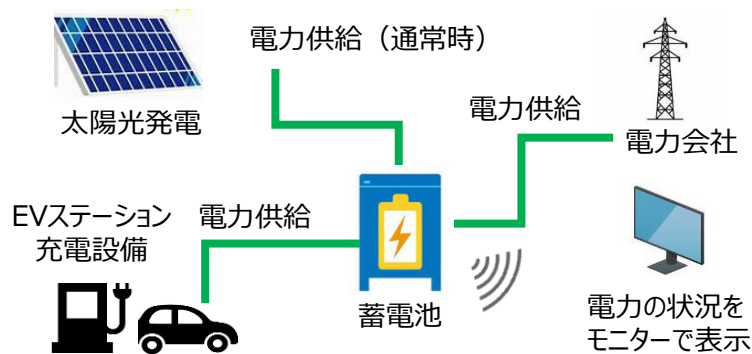 電力供給（通常時）
太陽光発電
電力供給
電力会社
EVステーション
充電設備
電力供給
蓄電池
電力の状況を
モニターで表示